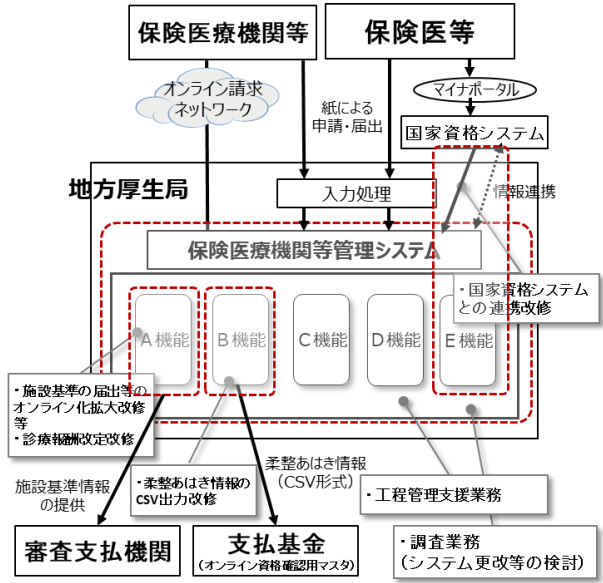 保険医療機関等
保険医等
オンライン請求
ネットワーク
紙による
申請・届出
マイナポータル
国家資格システム
地方厚生局
入力処理
情報連携
保険医療機関等管理システム
・国家資格システム
との連携改修
A機能
B機能
C機能
D機能
E機能
・施設基準の届出等の
オンライン化拡大改修
等
・診療報酬改定改修
施設基準情報
の提供
・柔整あはき情報の
CSV出力改修
柔整あはき情報
（CSV形式）
・工程管理支援業務
・調査業務
（システム更改等の検討）
審査支払機関
支払基金
(オンライン資格確認用マスタ)